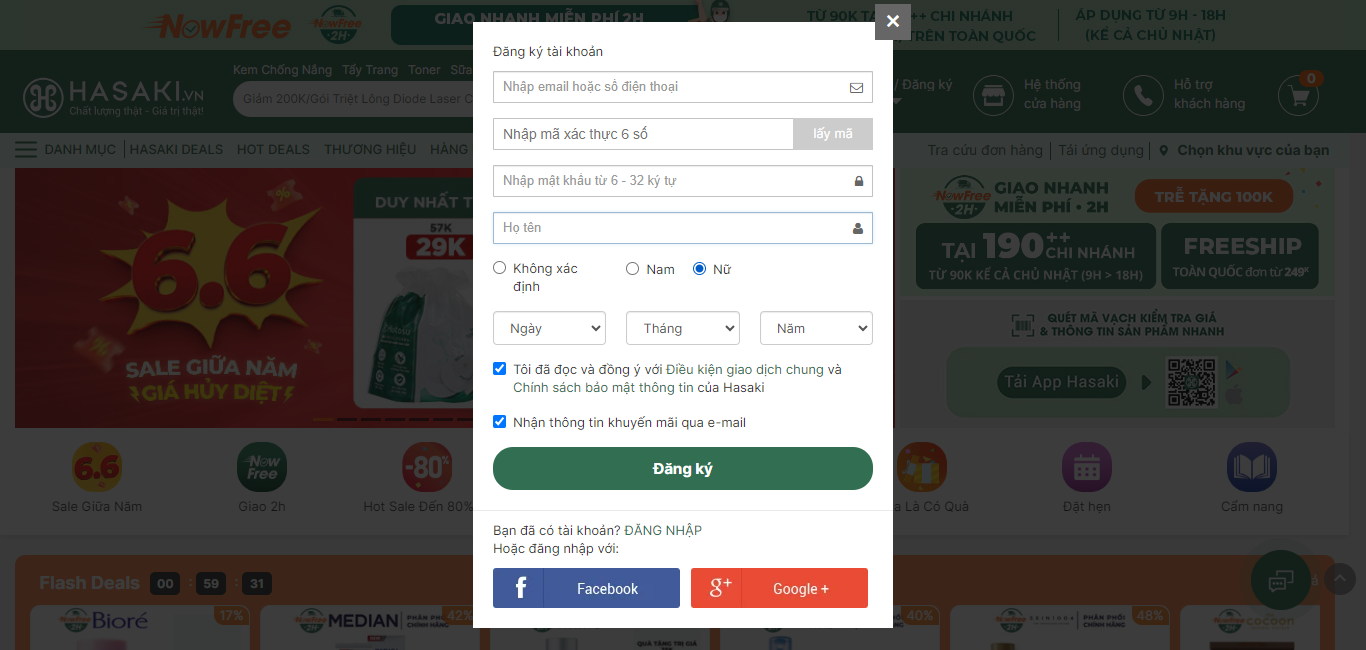 NowFree
NowFree
2H
GIAO NHANH MIỄN PHÍ 2H
TỪ 90K TẠI
++ CHI NHÁNH
TRÊN TOÀN QUỐC
ÁP DỤNG TỪ 9H - 18H
(KỂ CẢ CHỦ NHẬT)
×
HASAKI.VN
Chất lượng thật - Giá trị thật!
Kem Chống Nắng Tẩy Trang Toner Sữa
Giảm 200K/Gói Triệt Lông Diode Laser C
/ Đăng ký
Hệ thống
cửa hàng
Hỗ trợ
khách hàng
0
DANH MỤC
HASAKI DEALS
HOT DEALS
THƯƠNG HIỆU
HÀNG
Tra cứu đơn hàng
Tải ứng dụng
Chọn khu vực của bạn
Đăng ký tài khoản
Nhập email hoặc số điện thoại
Nhập mã xác thực 6 số
lấy mã
Nhập mật khẩu từ 6 - 32 ký tự
Họ tên
Không xác
định
Nam
Nữ
Ngày
Tháng
Năm
Tôi đã đọc và đồng ý với Điều kiện giao dịch chung và
Chính sách bảo mật thông tin của Hasaki
Nhận thông tin khuyến mãi qua e-mail
Đăng ký
Bạn đã có tài khoản? ĐĂNG NHẬP
Hoặc đăng nhập với:
Facebook
Google +
6.6
SALE GIỮA NĂM
GIÁ HỦY DIỆT
DUY NHẤT T
57K
29K
NowFree
2H
GIAO NHANH
MIỄN PHÍ • 2H
TRỄ TẶNG 100K
TẠI 190++ CHI NHÁNH
TỪ 90K KỂ CẢ CHỦ NHẬT (9H > 18H)
FREESHIP
TOÀN QUỐC đơn từ 249K
QUÉT MÃ VẠCH KIỂM TRA GIÁ
& THÔNG TIN SẢN PHẨM NHANH
Tải App Hasaki
6.6
Sale Giữa Năm
Now
Free
Giao 2h
-80%
Hot Sale Đến 80%
a Là Có Quà
Đặt hẹn
Cẩm nang
Flash Deals 00 : 59 : 31
Bioré
17%
MEDIAN
42%
40%
48%
cocoon